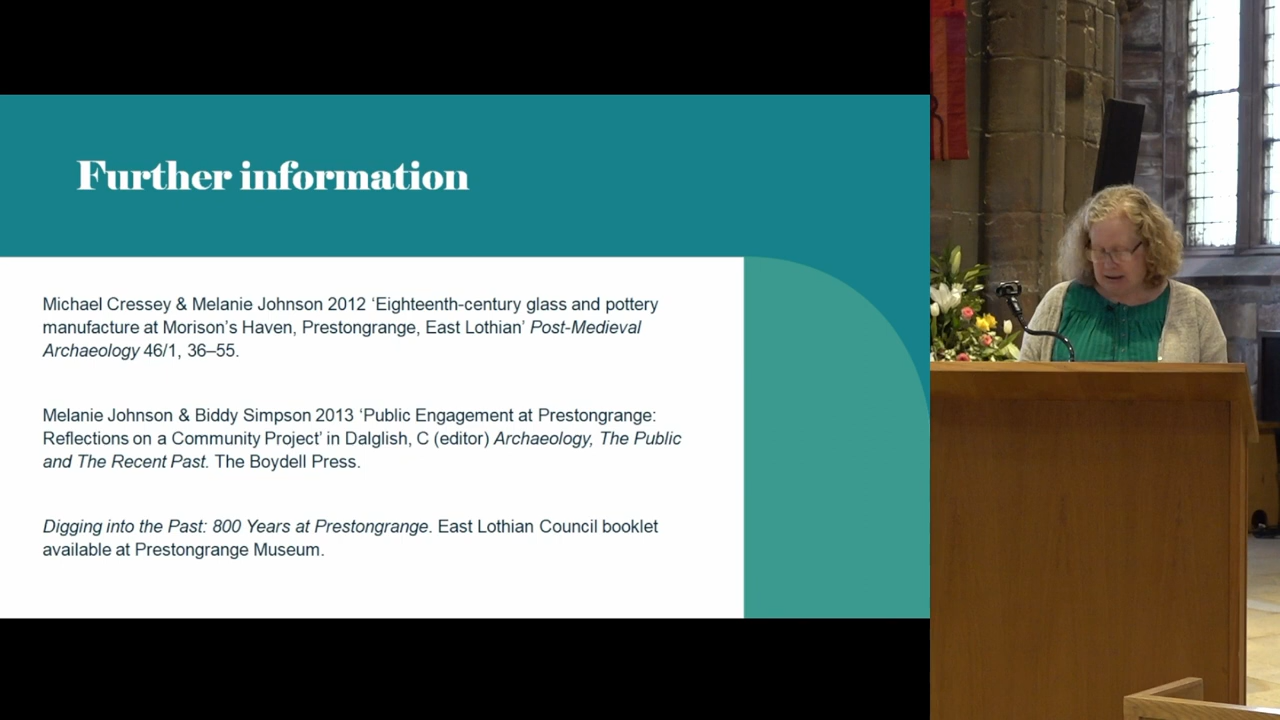 Further information
Michael Cressey & Melanie Johnson 2012 ‘Eighteenth-century glass and pottery
manufacture at Morison’s Haven, Prestongrange, East Lothian’ Post-Medieval
Archaeology 46/1, 36–55.
Melanie Johnson & Biddy Simpson 2013 ‘Public Engagement at Prestongrange:
Reflections on a Community Project’ in Dalglish, C (editor) Archaeology, The Public
and The Recent Past. The Boydell Press.
Digging into the Past: 800 Years at Prestongrange. East Lothian Council booklet
available at Prestongrange Museum.